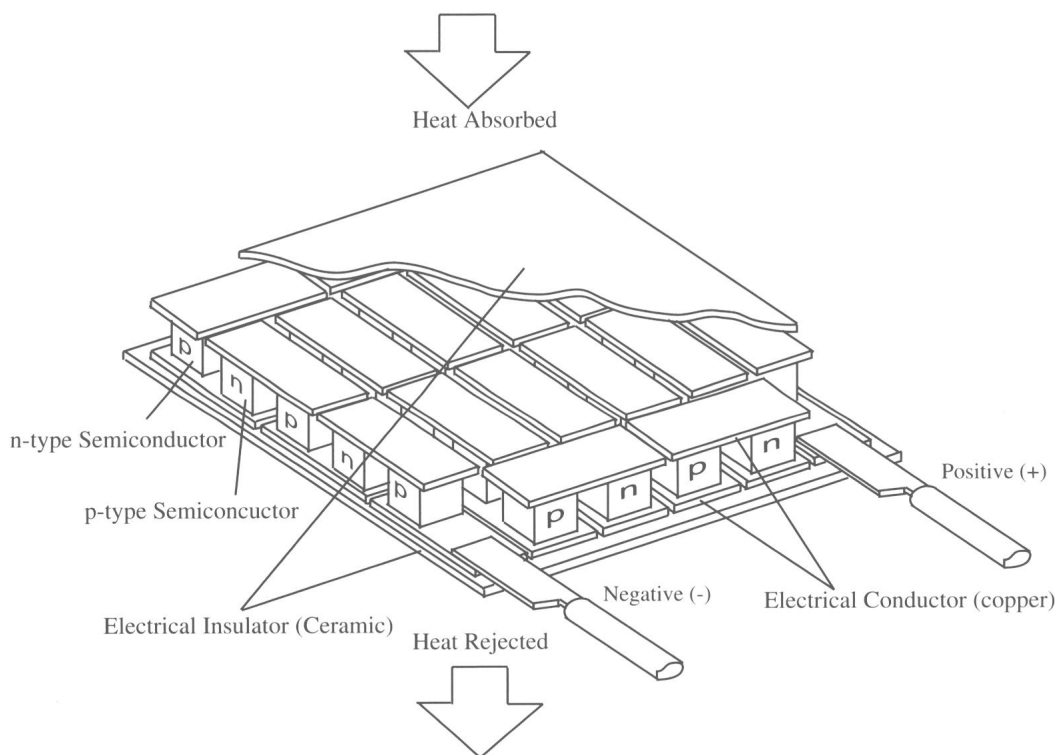 Heat Absorbed
p
n
p
n
p
p
n
p
n
n-type Semiconductor
p-type Semiconcuctor
Positive (+)
Negative (-)
Electrical Conductor (copper)
Electrical Insulator (Ceramic)
Heat Rejected